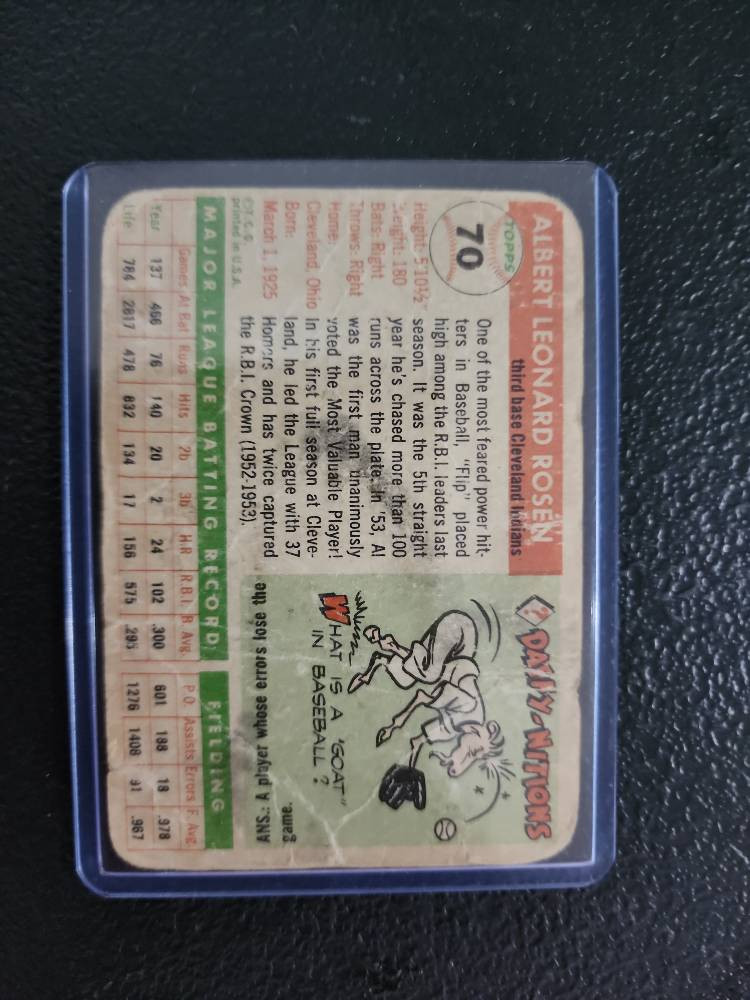 ALBERT LEONARD ROSEN
third base Cleveland Indians
TOPPS
70
Height: 5'10½"
Weight: 180
Bats: Right
Throws: Right
Home:
Cleveland, Ohio
Born:
March 1, 1925
©T.C.G.
printed in U.S.A.
One of the most feared power hit-
ters in Baseball, "Flip" placed
high among the R.B.I. leaders last
season. It was the 5th straight
year he's chased more than 100
runs across the plate. In '53, Al
was the first man unanimously
voted the Most Valuable Player!
In his first full season at Cleve-
land, he led the League with 37
Homers and has twice captured
the R.B.I. Crown (1952-1953).
? DAFFY-NITIONS
WHAT IS A "GOAT"
IN BASEBALL?
ANS.: A player whose errors lose the
game.
MAJOR LEAGUE BATTING RECORD FIELDING
Games At Bat Runs Hits 2b 3b H.R. R.B.I. B. Avg. P.O. Assists Errors F. Avg.
Year 137 466 76 140 20 2 24 102 .300 601 188 18 .978
Life 784 2817 478 832 134 17 156 575 .295 1276 1408 91 .967